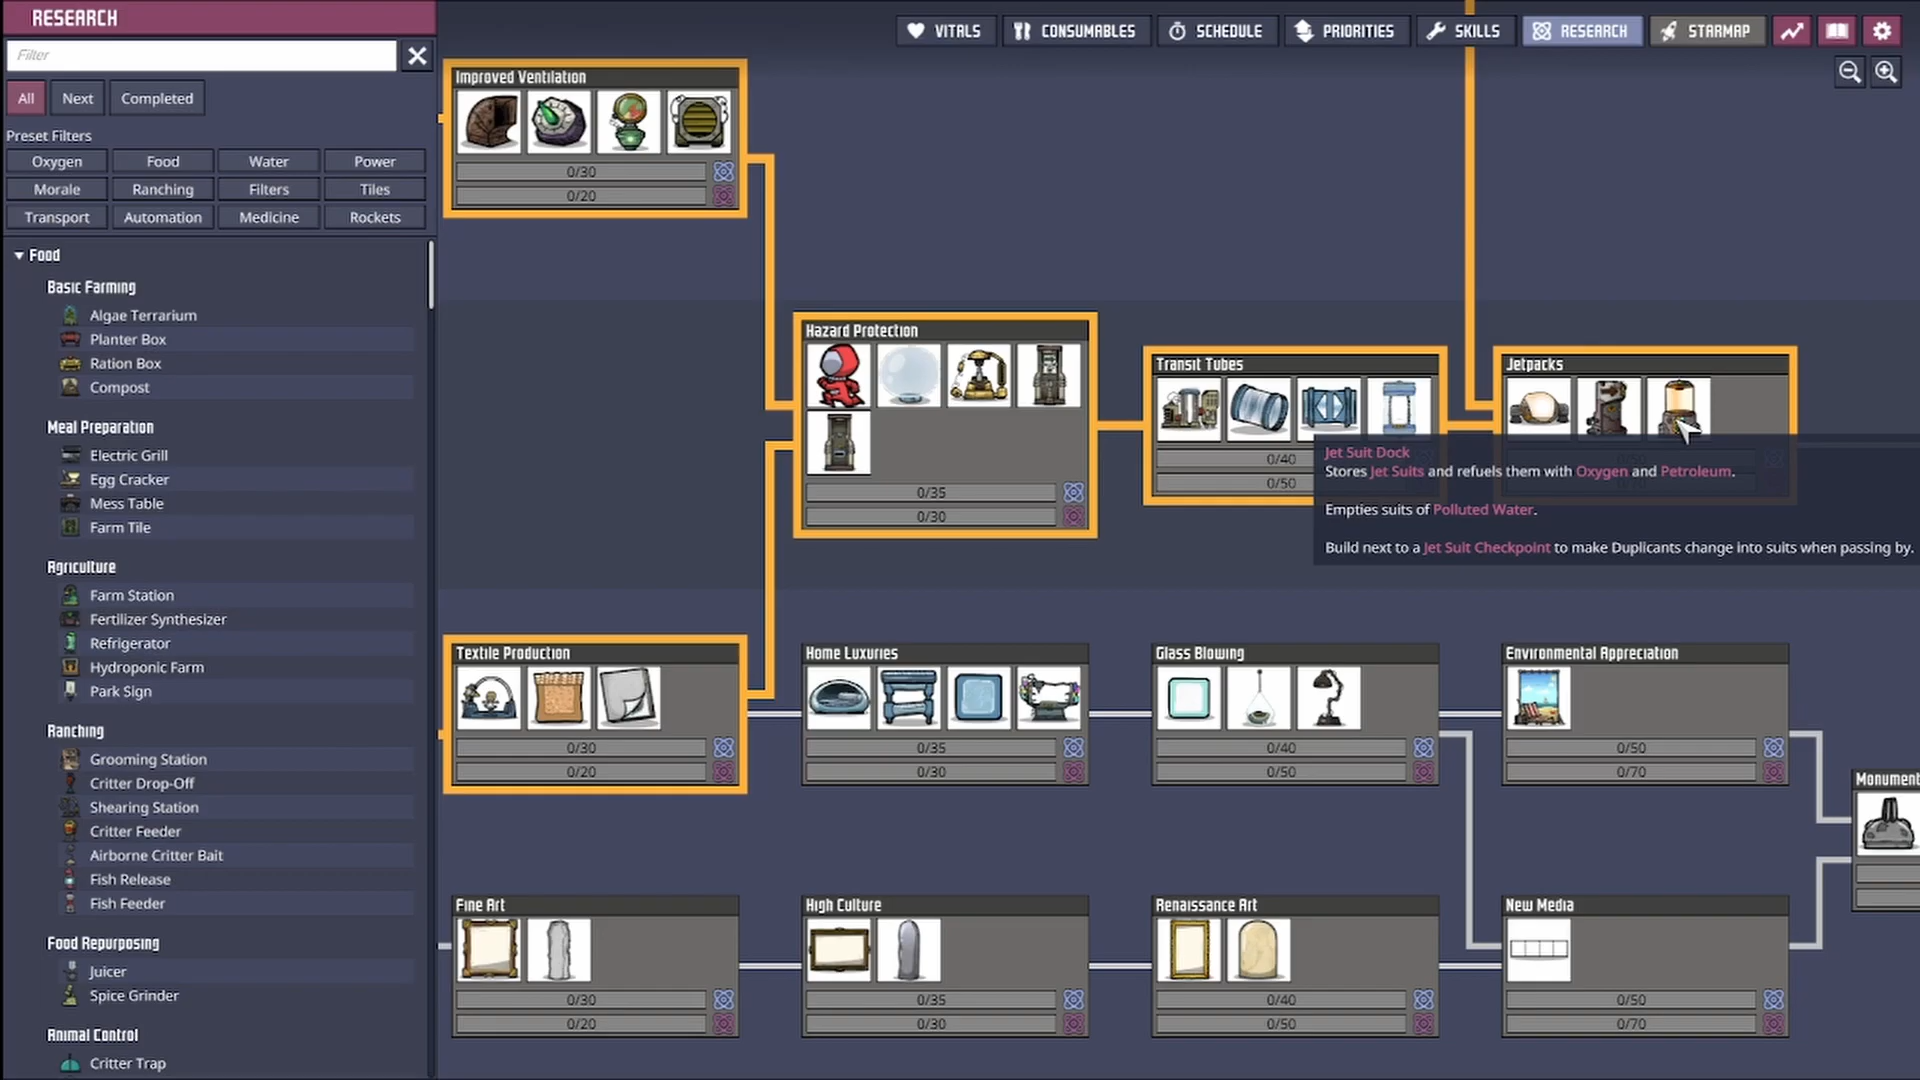 RESEARCH
VITALS
CONSUMABLES
SCHEDULE
PRIORITIES
SKILLS
RESEARCH
STARMAP
Filter
All
Next
Completed
Preset Filters
Oxygen
Food
Water
Power
Morale
Ranching
Filters
Tiles
Transport
Automation
Medicine
Rockets
Food
Basic Farming
Algae Terrarium
Planter Box
Ration Box
Compost
Meal Preparation
Electric Grill
Egg Cracker
Mess Table
Farm Tile
Agriculture
Farm Station
Fertilizer Synthesizer
Refrigerator
Hydroponic Farm
Park Sign
Ranching
Grooming Station
Critter Drop-Off
Shearing Station
Critter Feeder
Airborne Critter Bait
Fish Release
Fish Feeder
Food Repurposing
Juicer
Spice Grinder
Animal Control
Critter Trap
Improved Ventilation
0/30
0/20
Hazard Protection
0/35
0/30
Transit Tubes
0/40
0/50
Jetpacks
Jet Suit Dock
Stores Jet Suits and refuels them with Oxygen and Petroleum.
Empties suits of Polluted Water.
Build next to a Jet Suit Checkpoint to make Duplicants change into suits when passing by.
Textile Production
0/30
0/20
Home Luxuries
0/35
0/30
Glass Blowing
0/40
0/50
Environmental Appreciation
0/50
0/70
Monument
Fine Art
0/30
0/20
High Culture
0/35
0/30
Renaissance Art
0/40
0/50
New Media
0/50
0/70